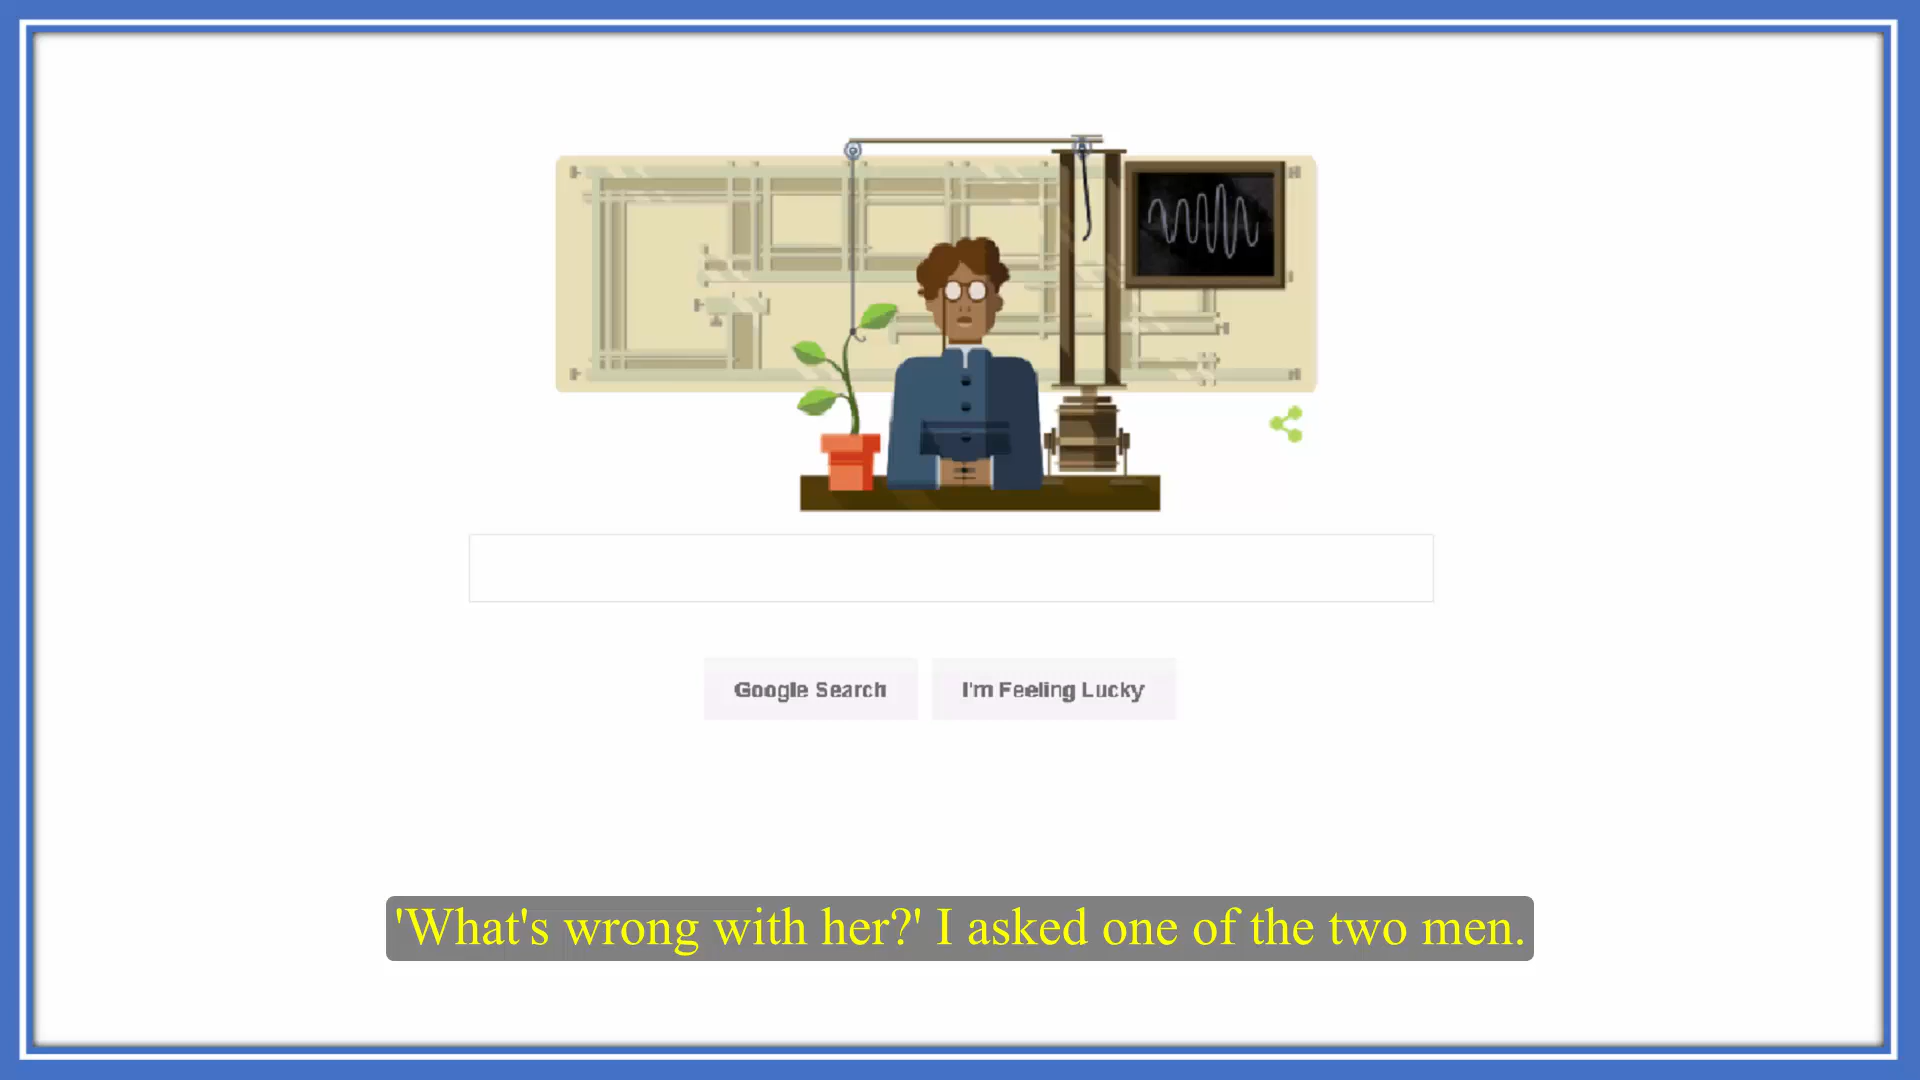 Google Search
I'm Feeling Lucky
'What's wrong with her?' I asked one of the two men.